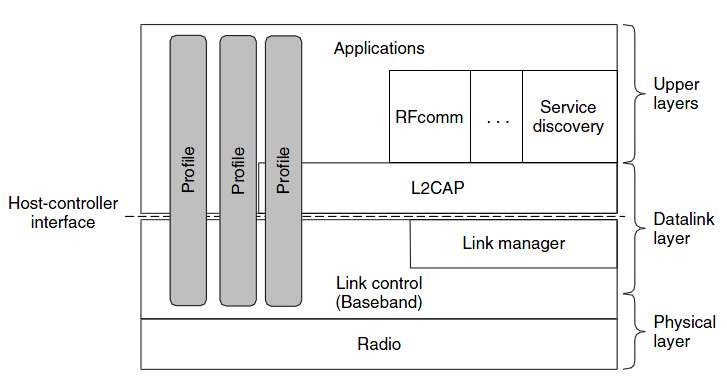 Applications
Upper
layers
RFcomm
. . .
Service
discovery
Profile
Profile
Profile
L2CAP
Host-controller
interface
Datalink
layer
Link manager
Link control
(Baseband)
Physical
layer
Radio